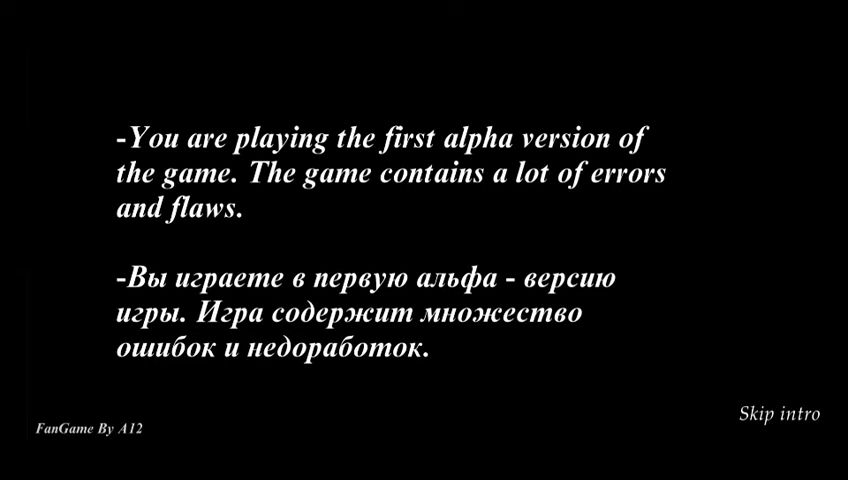 -You are playing the first alpha version of
the game. The game contains a lot of errors
and flaws.
-Вы играете в первую альфа - версию
игры. Игра содержит множество
ошибок и недоработок.
Skip intro
FanGame By A12